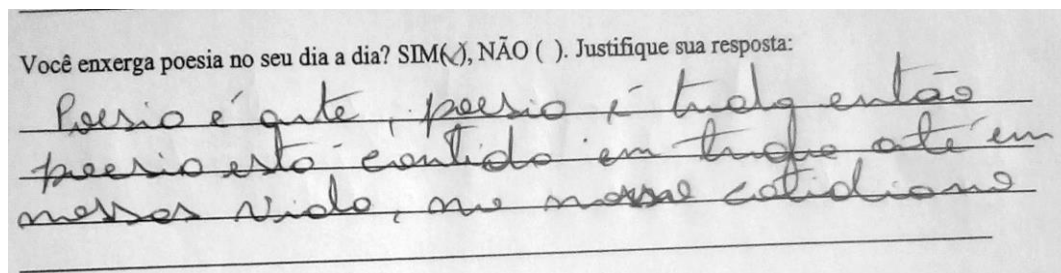 Você enxerga poesia no seu dia a dia? SIM(✓), NÃO ( ). Justifique sua resposta:
Poesia é arte, poesia é tudo então
poesia está contida em tudo até em
nossas vida, no nosso cotidiano